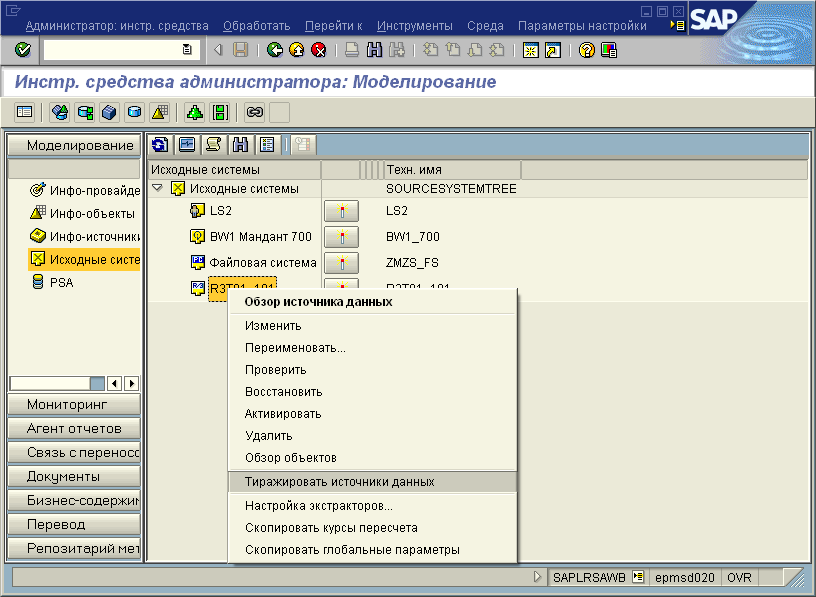 Администратор: инстр. средства Обработать Перейти к Инструменты Среда Параметры настройки
SAP
Инстр. средства администратора: Моделирование
Моделирование
Инфо-провайде
Инфо-объекты
Инфо-источники
Исходные систе
PSA
Мониторинг
Агент отчетов
Связь с переносо
Документы
Бизнес-содержи
Перевод
Репозитарий мет
Исходные системы Техн. имя
Исходные системы SOURCESYSTEMTREE
LS2 LS2
BW1 Мандант 700 BW1_700
Файловая система ZMZS_FS
R3T01_101 R3T01_101
Обзор источника данных
Изменить
Переименовать...
Проверить
Восстановить
Активировать
Удалить
Обзор объектов
Тиражировать источники данных
Настройка экстракторов...
Скопировать курсы пересчета
Скопировать глобальные параметры
SAPLRSAWB epmsd020 OVR